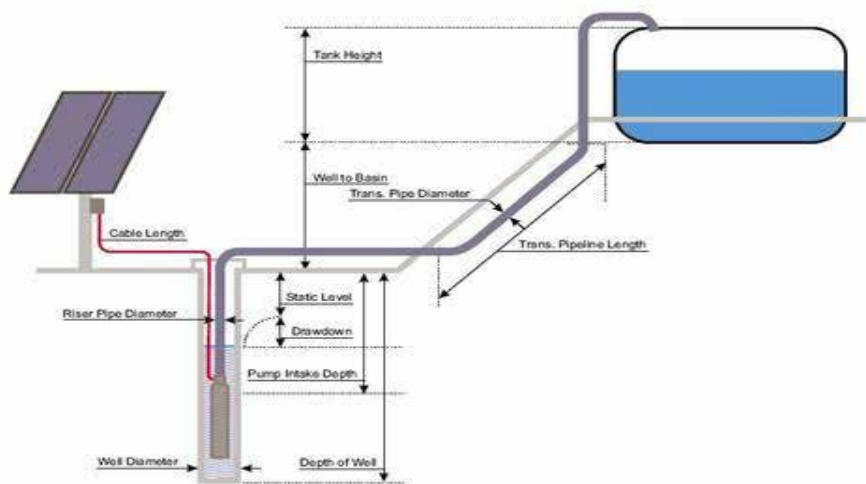 Tank Height
Well to Basin
Trans. Pipe Diameter
Cable Length
Trans. Pipeline Length
Static Level
Riser Pipe Diameter
Drawdown
Pump Intake Depth
Well Diameter
Depth of Well